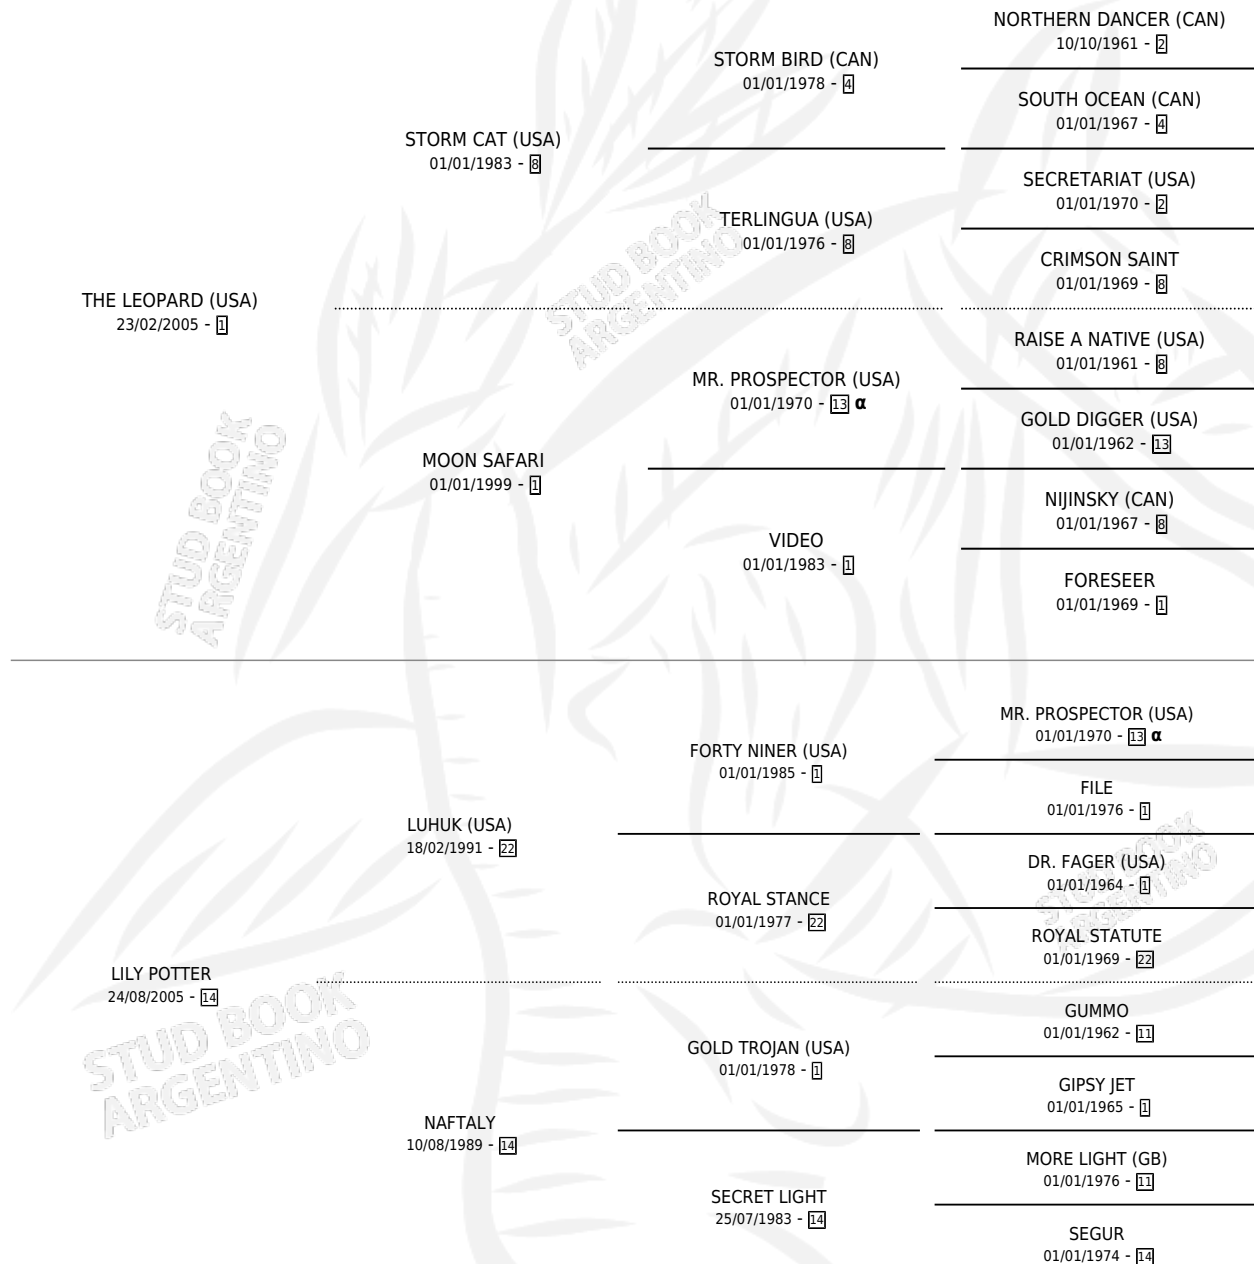 NORTHERN DANCER (CAN)
10/10/1961 - 2
STORM BIRD (CAN)
01/01/1978 - 4
SOUTH OCEAN (CAN)
01/01/1967 - 4
STORM CAT (USA)
01/01/1983 - 8
SECRETARIAT (USA)
01/01/1970 - 2
TERLINGUA (USA)
01/01/1976 - 8
CRIMSON SAINT
01/01/1969 - 8
THE LEOPARD (USA)
23/02/2005 - 1
RAISE A NATIVE (USA)
01/01/1961 - 8
MR. PROSPECTOR (USA)
01/01/1970 - 13 α
GOLD DIGGER (USA)
01/01/1962 - 13
MOON SAFARI
01/01/1999 - 1
NIJINSKY (CAN)
01/01/1967 - 8
VIDEO
01/01/1983 - 1
FORESEER
01/01/1969 - 1
MR. PROSPECTOR (USA)
01/01/1970 - 13 α
FORTY NINER (USA)
01/01/1985 - 1
FILE
01/01/1976 - 1
LUHUK (USA)
18/02/1991 - 22
DR. FAGER (USA)
01/01/1964 - 1
ROYAL STANCE
01/01/1977 - 22
ROYAL STATUTE
01/01/1969 - 22
LILY POTTER
24/08/2005 - 14
GUMMO
01/01/1962 - 11
GOLD TROJAN (USA)
01/01/1978 - 1
GIPSY JET
01/01/1965 - 1
NAFTALY
10/08/1989 - 14
MORE LIGHT (GB)
01/01/1976 - 11
SECRET LIGHT
25/07/1983 - 14
SEGUR
01/01/1974 - 14
STUD BOOK
ARGENTINO
STUD BOOK
ARGENTINO
STUD BOOK
ARGENTINO
STUD BOOK
ARGENTINO